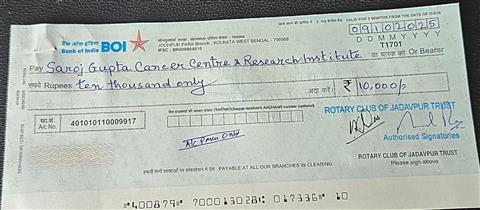 बैंक ऑफ इंडिया
Bank of India BOI
JODHPUR PARK Branch, KOLKATA WEST BENGAL - 700068
VALID FOR 3 MONTHS FROM THE DATE OF ISSUE
09102025
D D M M Y Y Y Y
T1701
Pay Saroj Gupta Cancer Centre & Research Institute या धारक को Or Bearer
रुपये Rupees ten thousand only
अदा करें। ₹ 10,000/-
खा.सं.
A/c No. 401010110009917
ROTARY CLUB OF JADAVPUR TRUST
A/C Payee Only
Authorised Signatories
ROTARY CLUB OF JADAVPUR TRUST
PAYABLE AT ALL OUR BRANCHES IN CLEARING
Please sign above
⑈400879⑈ 700013028⑆ 017336⑈ 10